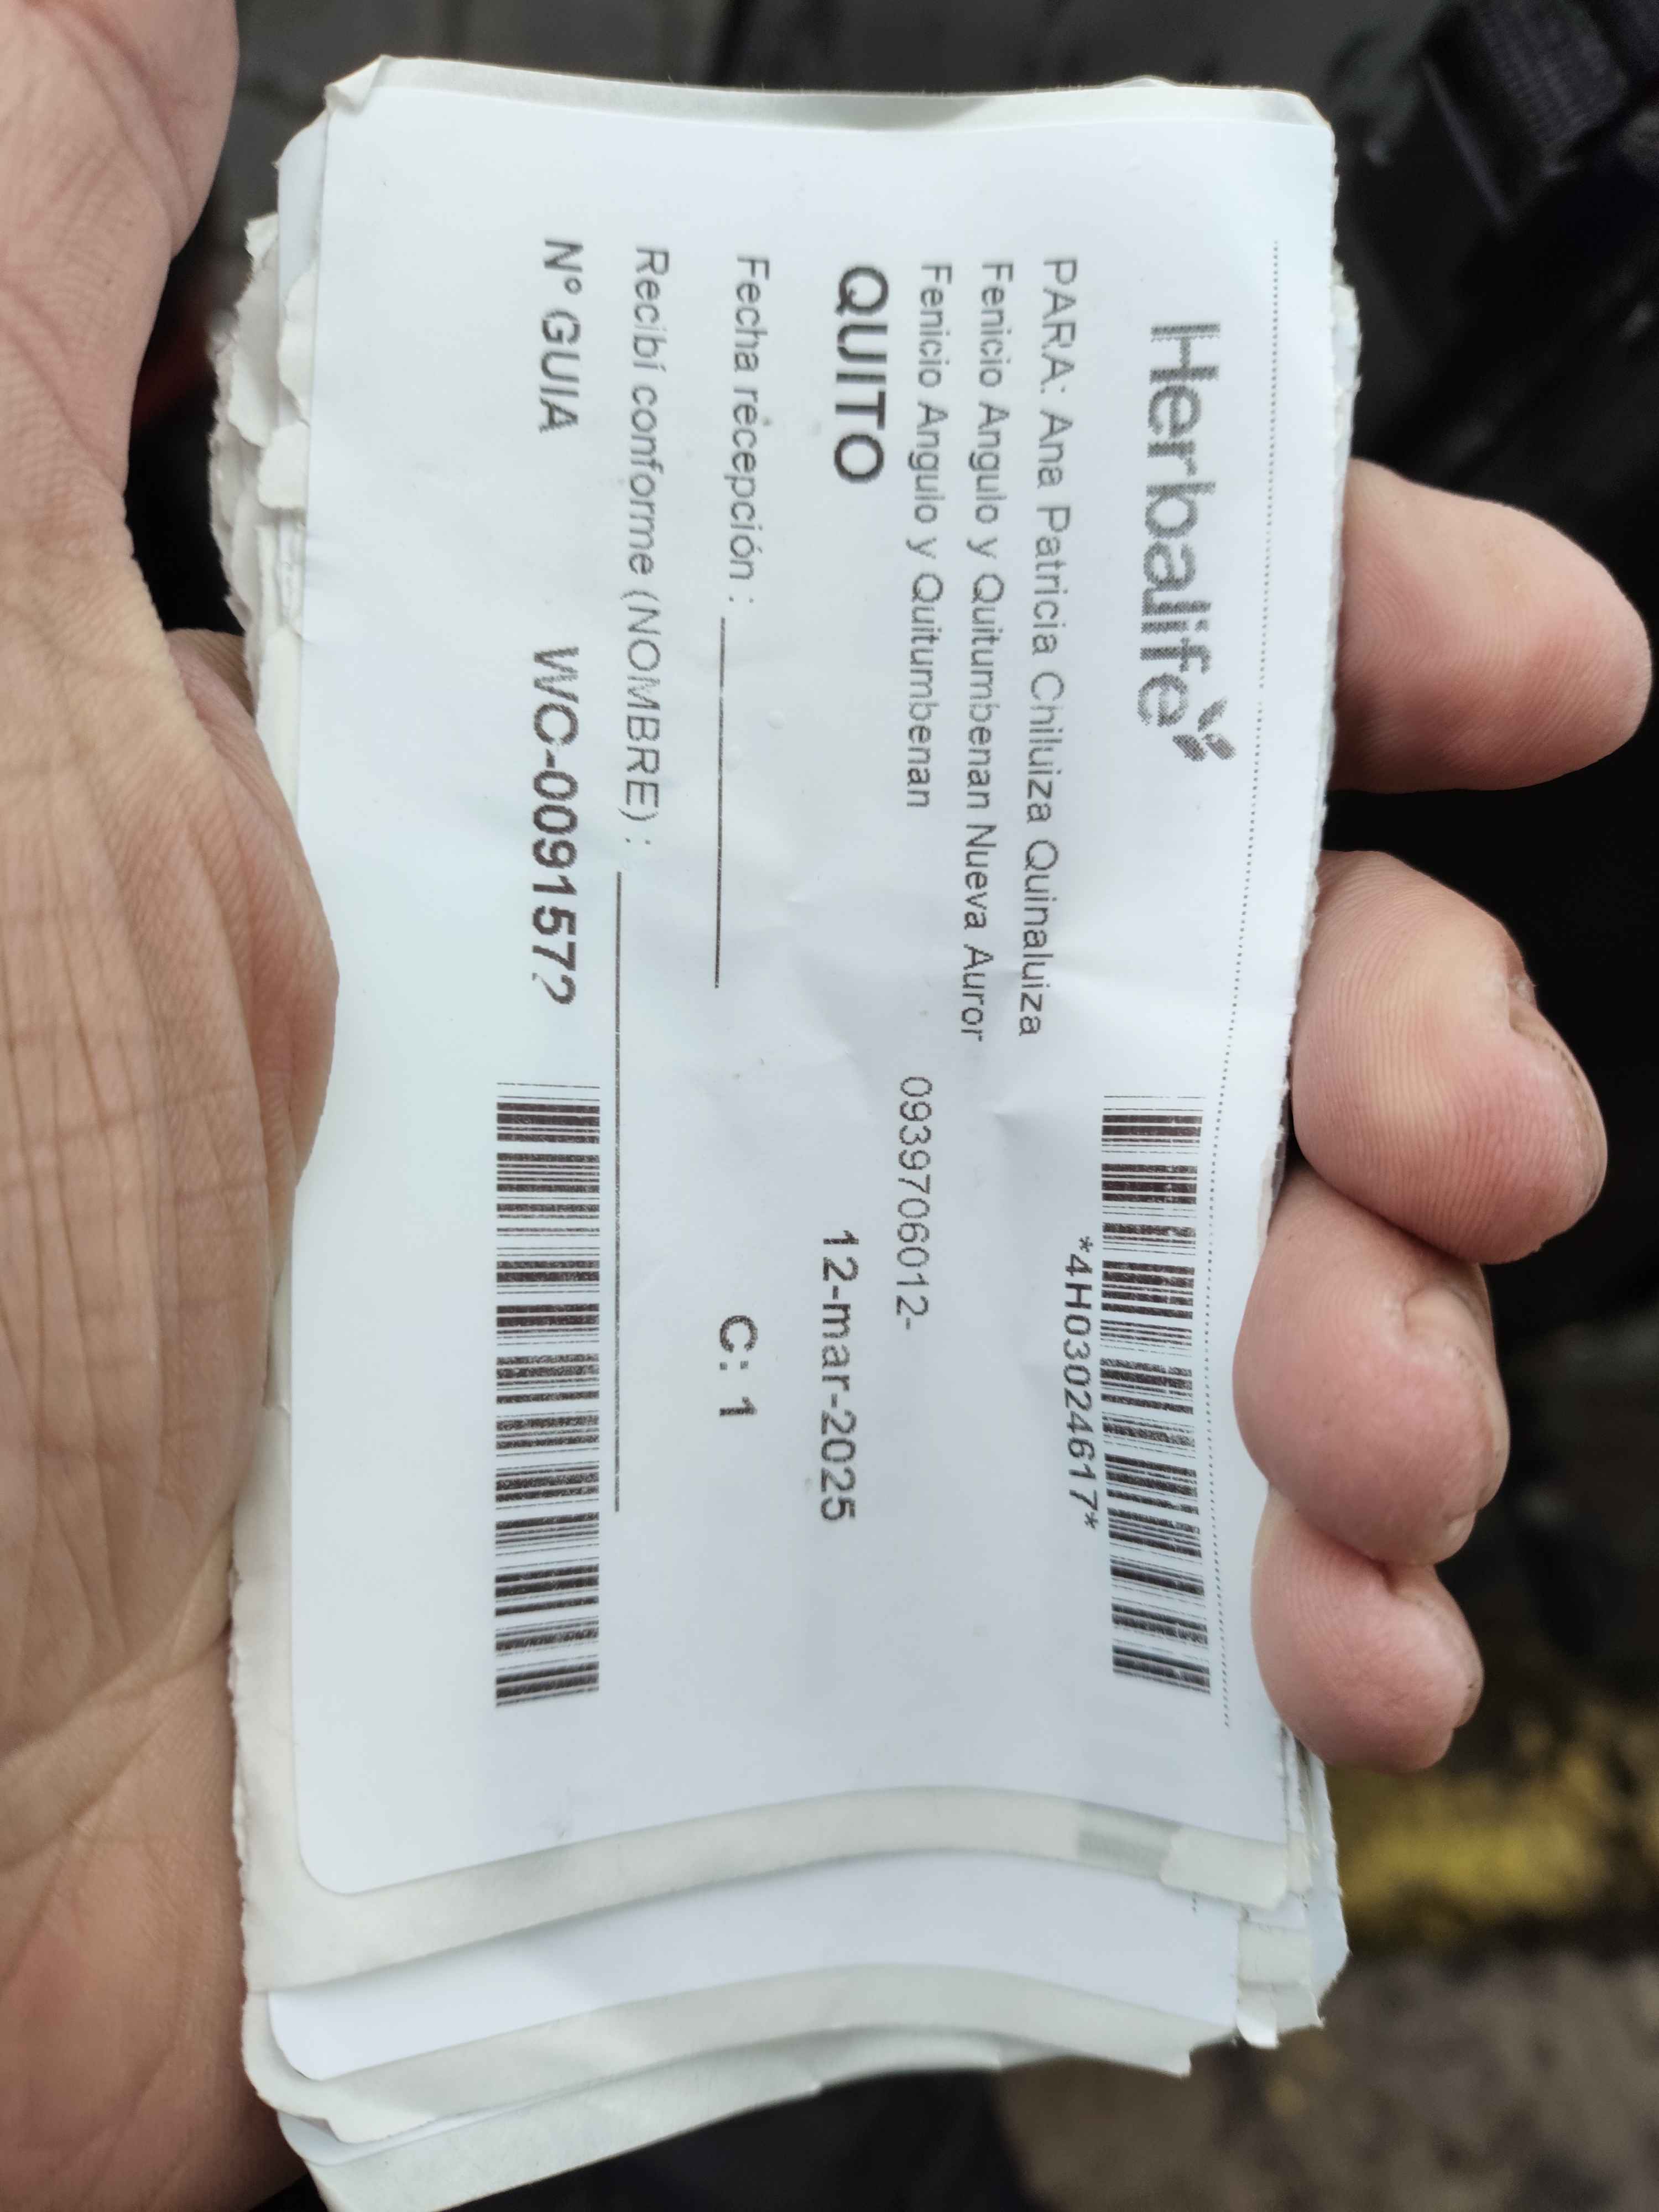 Herbalife
*4H03024617*
PARA: Ana Patricia Chiluiza Quinaluiza
Fenicio Angulo y Quitumbenan Nueva Auror
Fenicio Angulo y Quitumbenan 0939706012-
QUITO 12-mar-2025
Fecha recepción : C: 1
Recibí conforme (NOMBRE) :
Nº GUIA WC-0091572